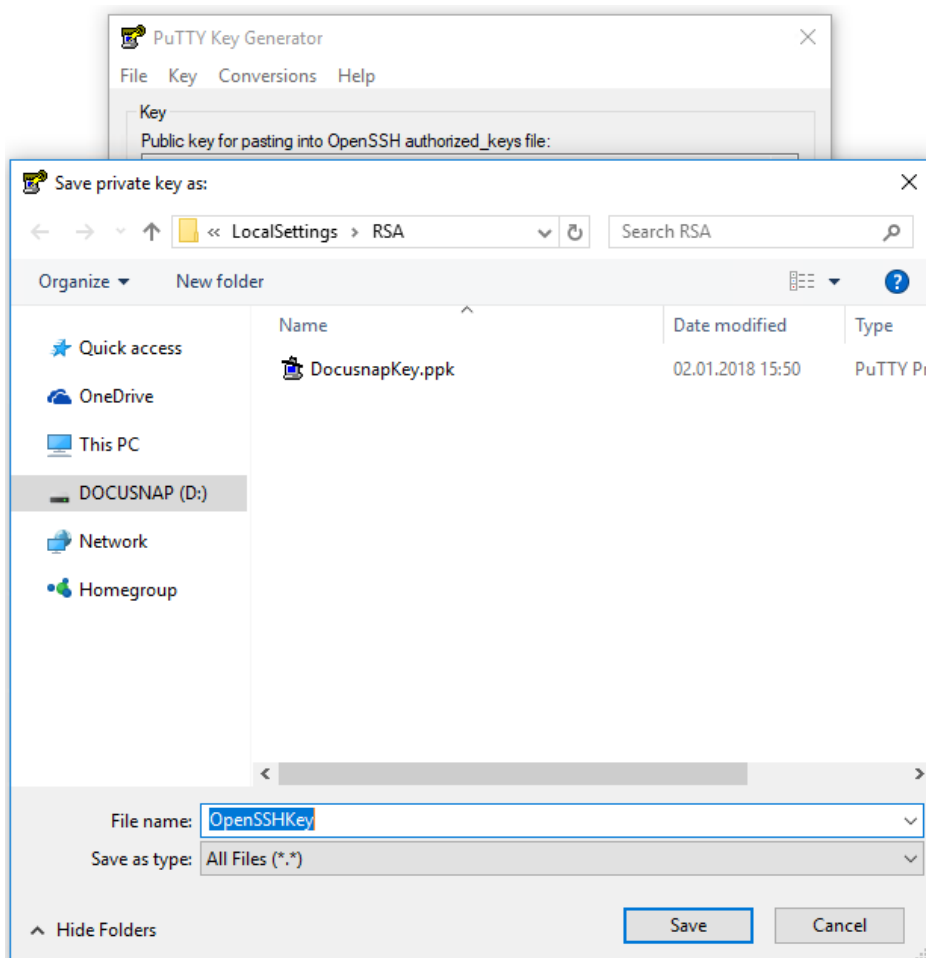 PuTTY Key Generator
File Key Conversions Help
Key
Public key for pasting into OpenSSH authorized_keys file:
Save private key as:
« LocalSettings › RSA
Search RSA
Organize New folder
Name Date modified Type
Quick access
DocusnapKey.ppk 02.01.2018 15:50 PuTTY Pr
OneDrive
This PC
DOCUSNAP (D:)
Network
Homegroup
File name: OpenSSHKey
Save as type: All Files (*.*)
Hide Folders Save Cancel